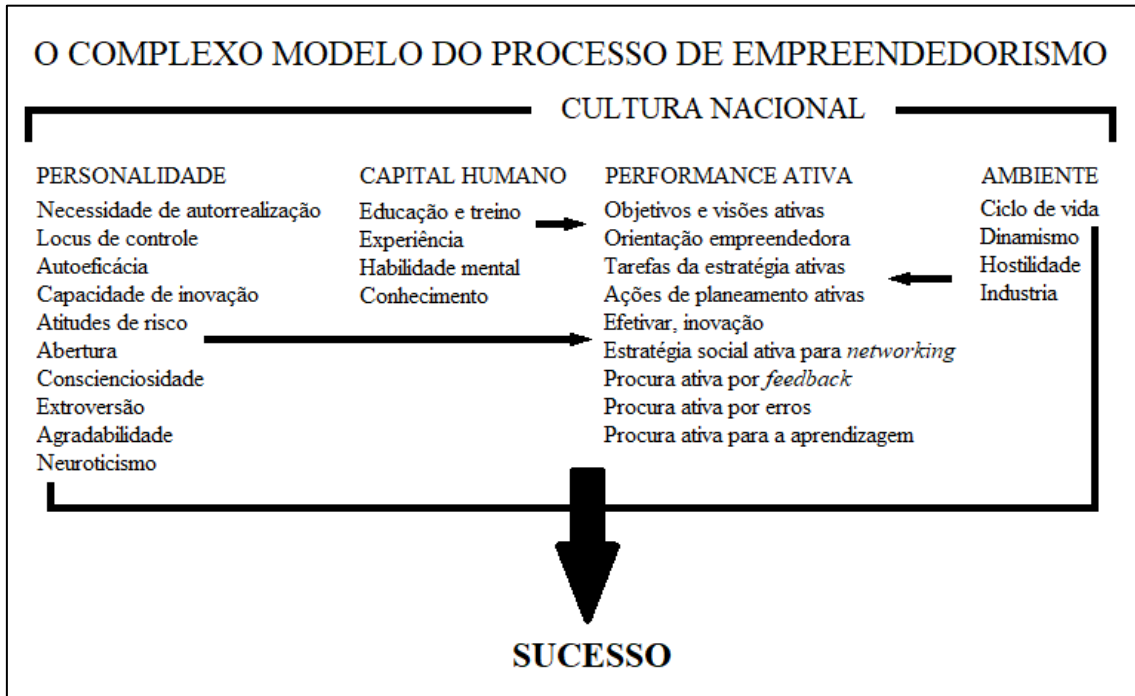 O COMPLEXO MODELO DO PROCESSO DE EMPREENDEDORISMO
CULTURA NACIONAL
PERSONALIDADE
Necessidade de autorrealização
Locus de controle
Autoeficácia
Capacidade de inovação
Atitudes de risco
Abertura
Conscienciosidade
Extroversão
Agradabilidade
Neuroticismo
CAPITAL HUMANO
Educação e treino
Experiência
Habilidade mental
Conhecimento
PERFORMANCE ATIVA
Objetivos e visões ativas
Orientação empreendedora
Tarefas da estratégia ativas
Ações de planeamento ativas
Efetivar, inovação
Estratégia social ativa para networking
Procura ativa por feedback
Procura ativa por erros
Procura ativa para a aprendizagem
AMBIENTE
Ciclo de vida
Dinamismo
Hostilidade
Industria
SUCESSO